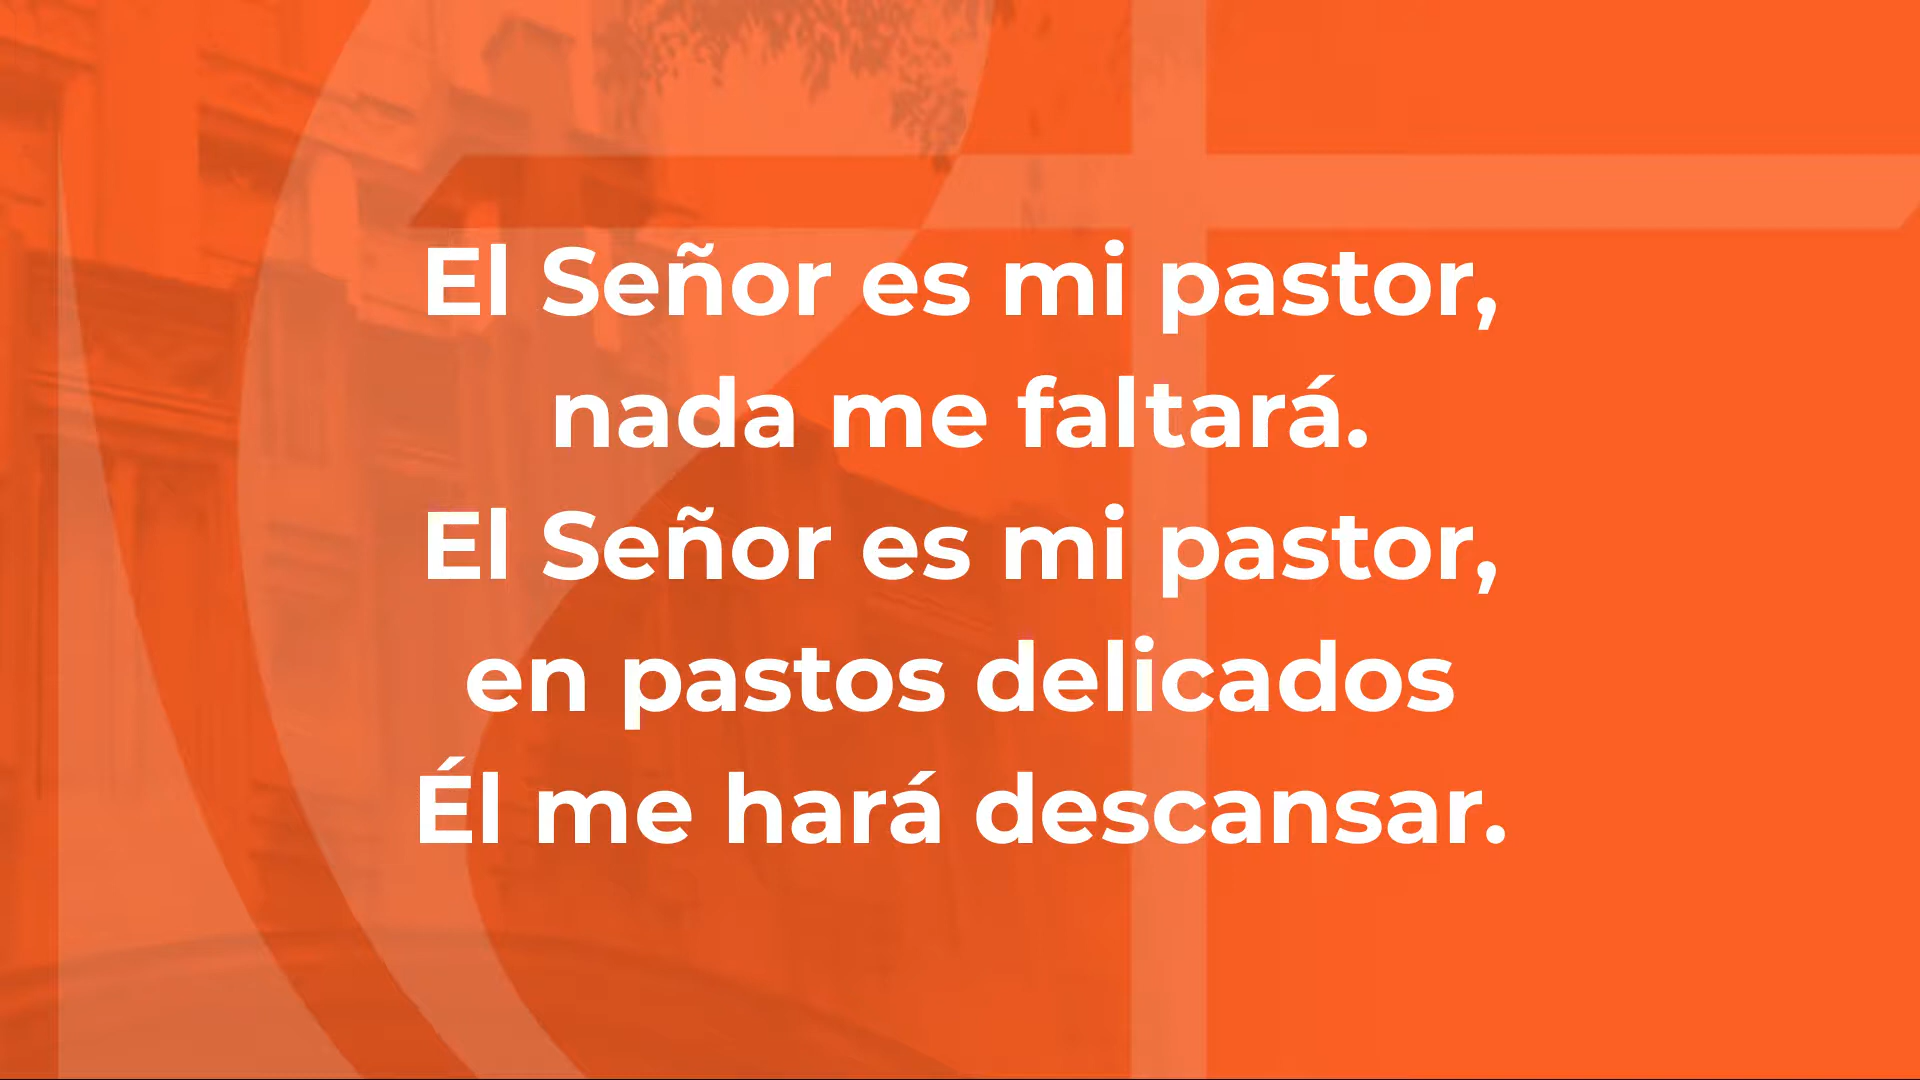 El Señor es mi pastor,
nada me faltará.
El Señor es mi pastor,
en pastos delicados
Él me hará descansar.